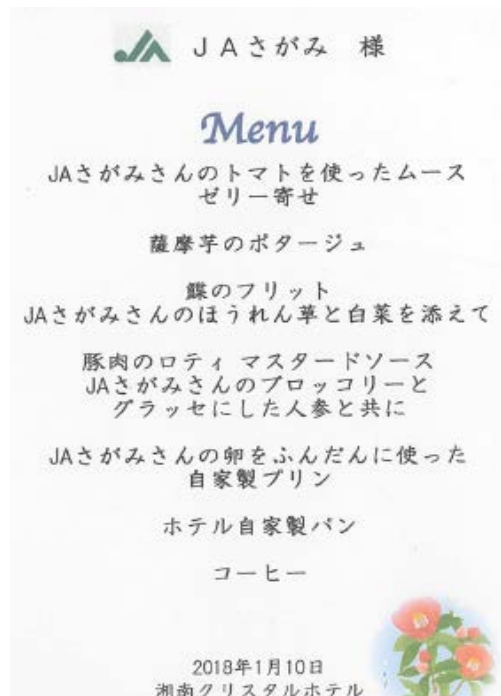 JA JAさがみ 様
Menu
JAさがみさんのトマトを使ったムース
ゼリー寄せ
薩摩芋のポタージュ
鰈のフリット
JAさがみさんのほうれん草と白菜を添えて
豚肉のロティ マスタードソース
JAさがみさんのブロッコリーと
グラッセにした人参と共に
JAさがみさんの卵をふんだんに使った
自家製プリン
ホテル自家製パン
コーヒー
2018年1月10日
湘南クリスタルホテル